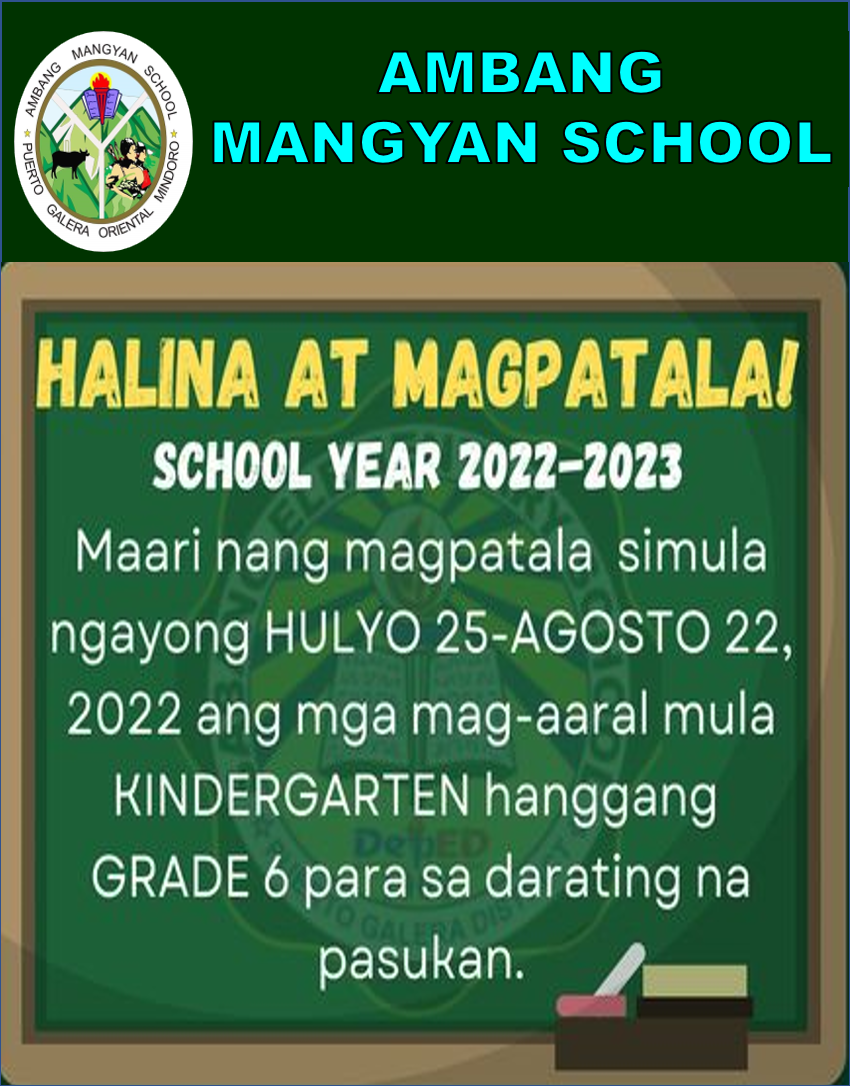 AMBANG MANGYAN SCHOOL
PUERTO GALERA ORIENTAL MINDORO
AMBANG
MANGYAN SCHOOL
HALINA AT MAGPATALA!
SCHOOL YEAR 2022-2023
Maari nang magpatala simula
ngayong HULYO 25-AGOSTO 22,
2022 ang mga mag-aaral mula
KINDERGARTEN hanggang
GRADE 6 para sa darating na
pasukan.
DepED